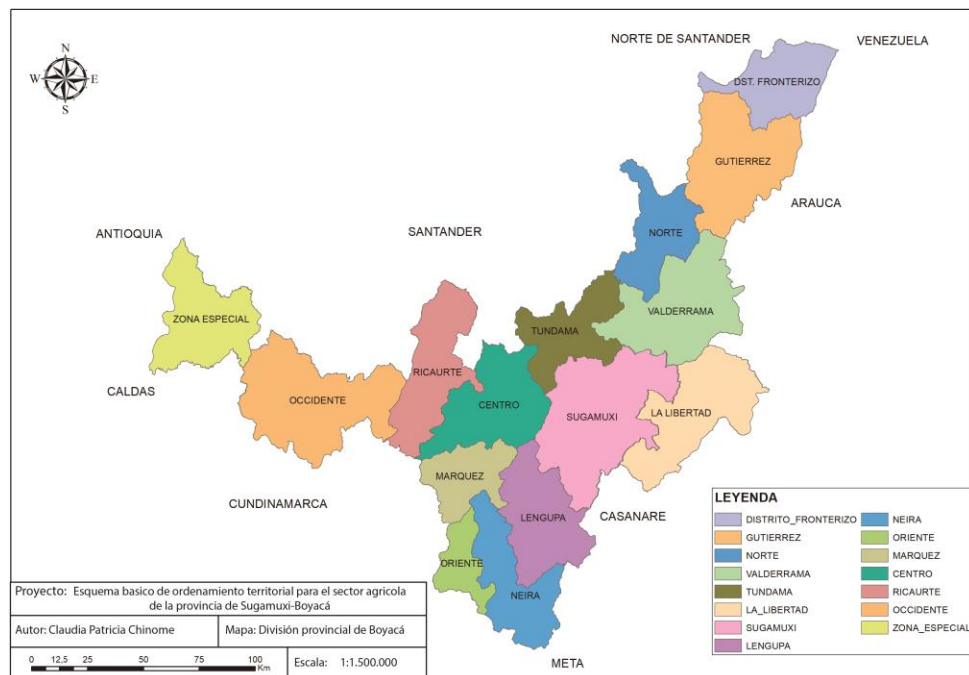 NORTE DE SANTANDER
VENEZUELA
N
W E
S
DST. FRONTERIZO
GUTIERREZ
ARAUCA
ANTIOQUIA
SANTANDER
NORTE
ZONA ESPECIAL
VALDERRAMA
TUNDAMA
RICAURTE
CALDAS
OCCIDENTE
CENTRO
SUGAMUXI
LA LIBERTAD
MARQUEZ
CUNDINAMARCA
LENGUPA
CASANARE
ORIENTE
NEIRA
META
LEYENDA
DISTRITO_FRONTERIZO
GUTIERREZ
NORTE
VALDERRAMA
TUNDAMA
LA_LIBERTAD
SUGAMUXI
LENGUPA
NEIRA
ORIENTE
MARQUEZ
CENTRO
RICAURTE
OCCIDENTE
ZONA_ESPECIAL
Proyecto: Esquema basico de ordenamiento territorial para el sector agricola
de la provincia de Sugamuxi-Boyacá
Autor: Claudia Patricia Chinome
Mapa: División provincial de Boyacá
0 12,5 25 50 75 100
Km
Escala: 1:1.500.000